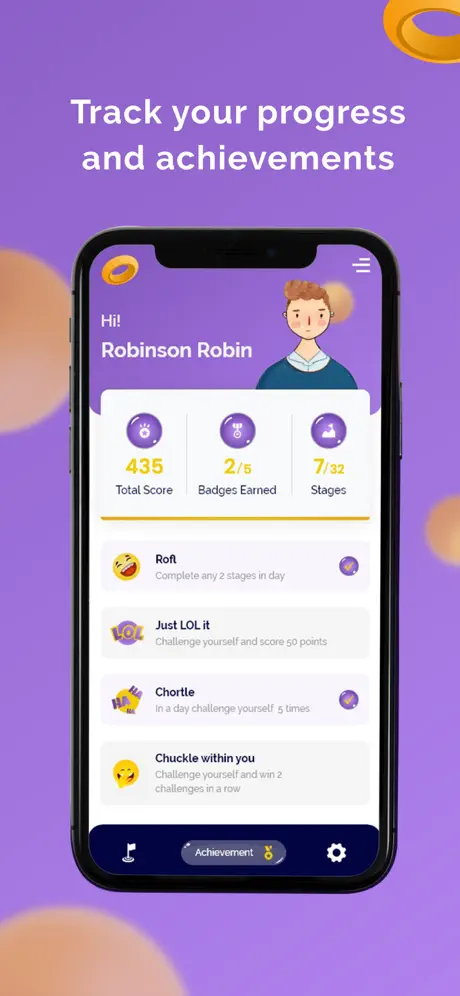 Track your progress
and achievements
Hi!
Robinson Robin
435
2/5
7/32
Total Score
Badges Earned
Stages
Rofl
Complete any 2 stages in day
LOL
Just LOL it
Challenge yourself and score 50 points
HA
HA
HA
Chortle
In a day challenge yourself 5 times
Chuckle within you
Challenge yourself and win 2
challenges in a row
Achievement